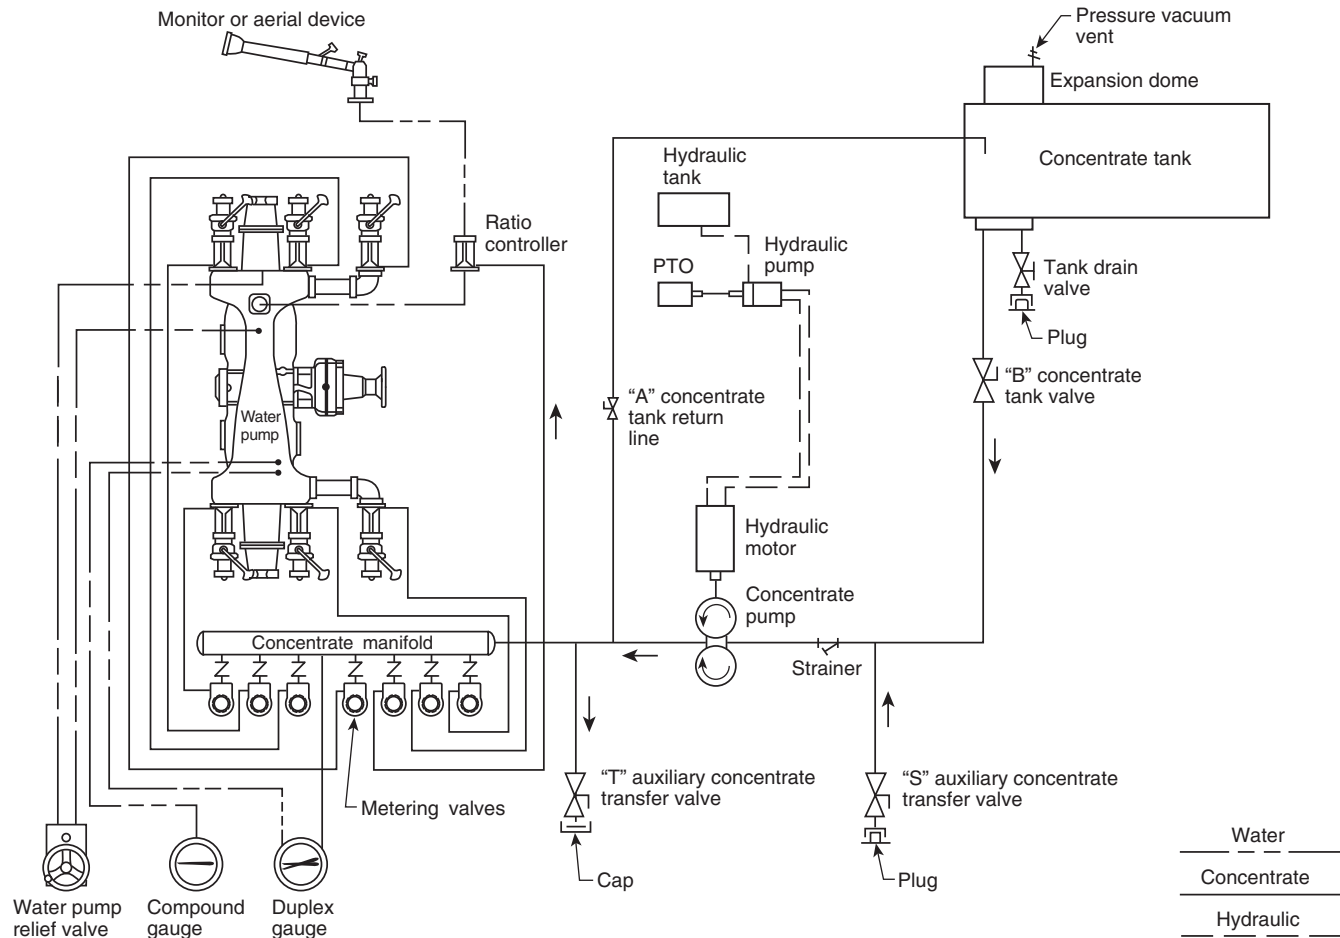 Monitor or aerial device
Pressure vacuum
vent
Expansion dome
Concentrate tank
Hydraulic
tank
Ratio
controller
Hydraulic
pump
PTO
Tank drain
valve
Plug
“B” concentrate
tank valve
“A” concentrate
tank return
line
Water
pump
Hydraulic
motor
Concentrate
pump
Concentrate manifold
Strainer
Metering valves
“T” auxiliary concentrate
transfer valve
“S” auxiliary concentrate
transfer valve
Cap
Plug
Water pump
relief valve
Compound
gauge
Duplex
gauge
Water
Concentrate
Hydraulic